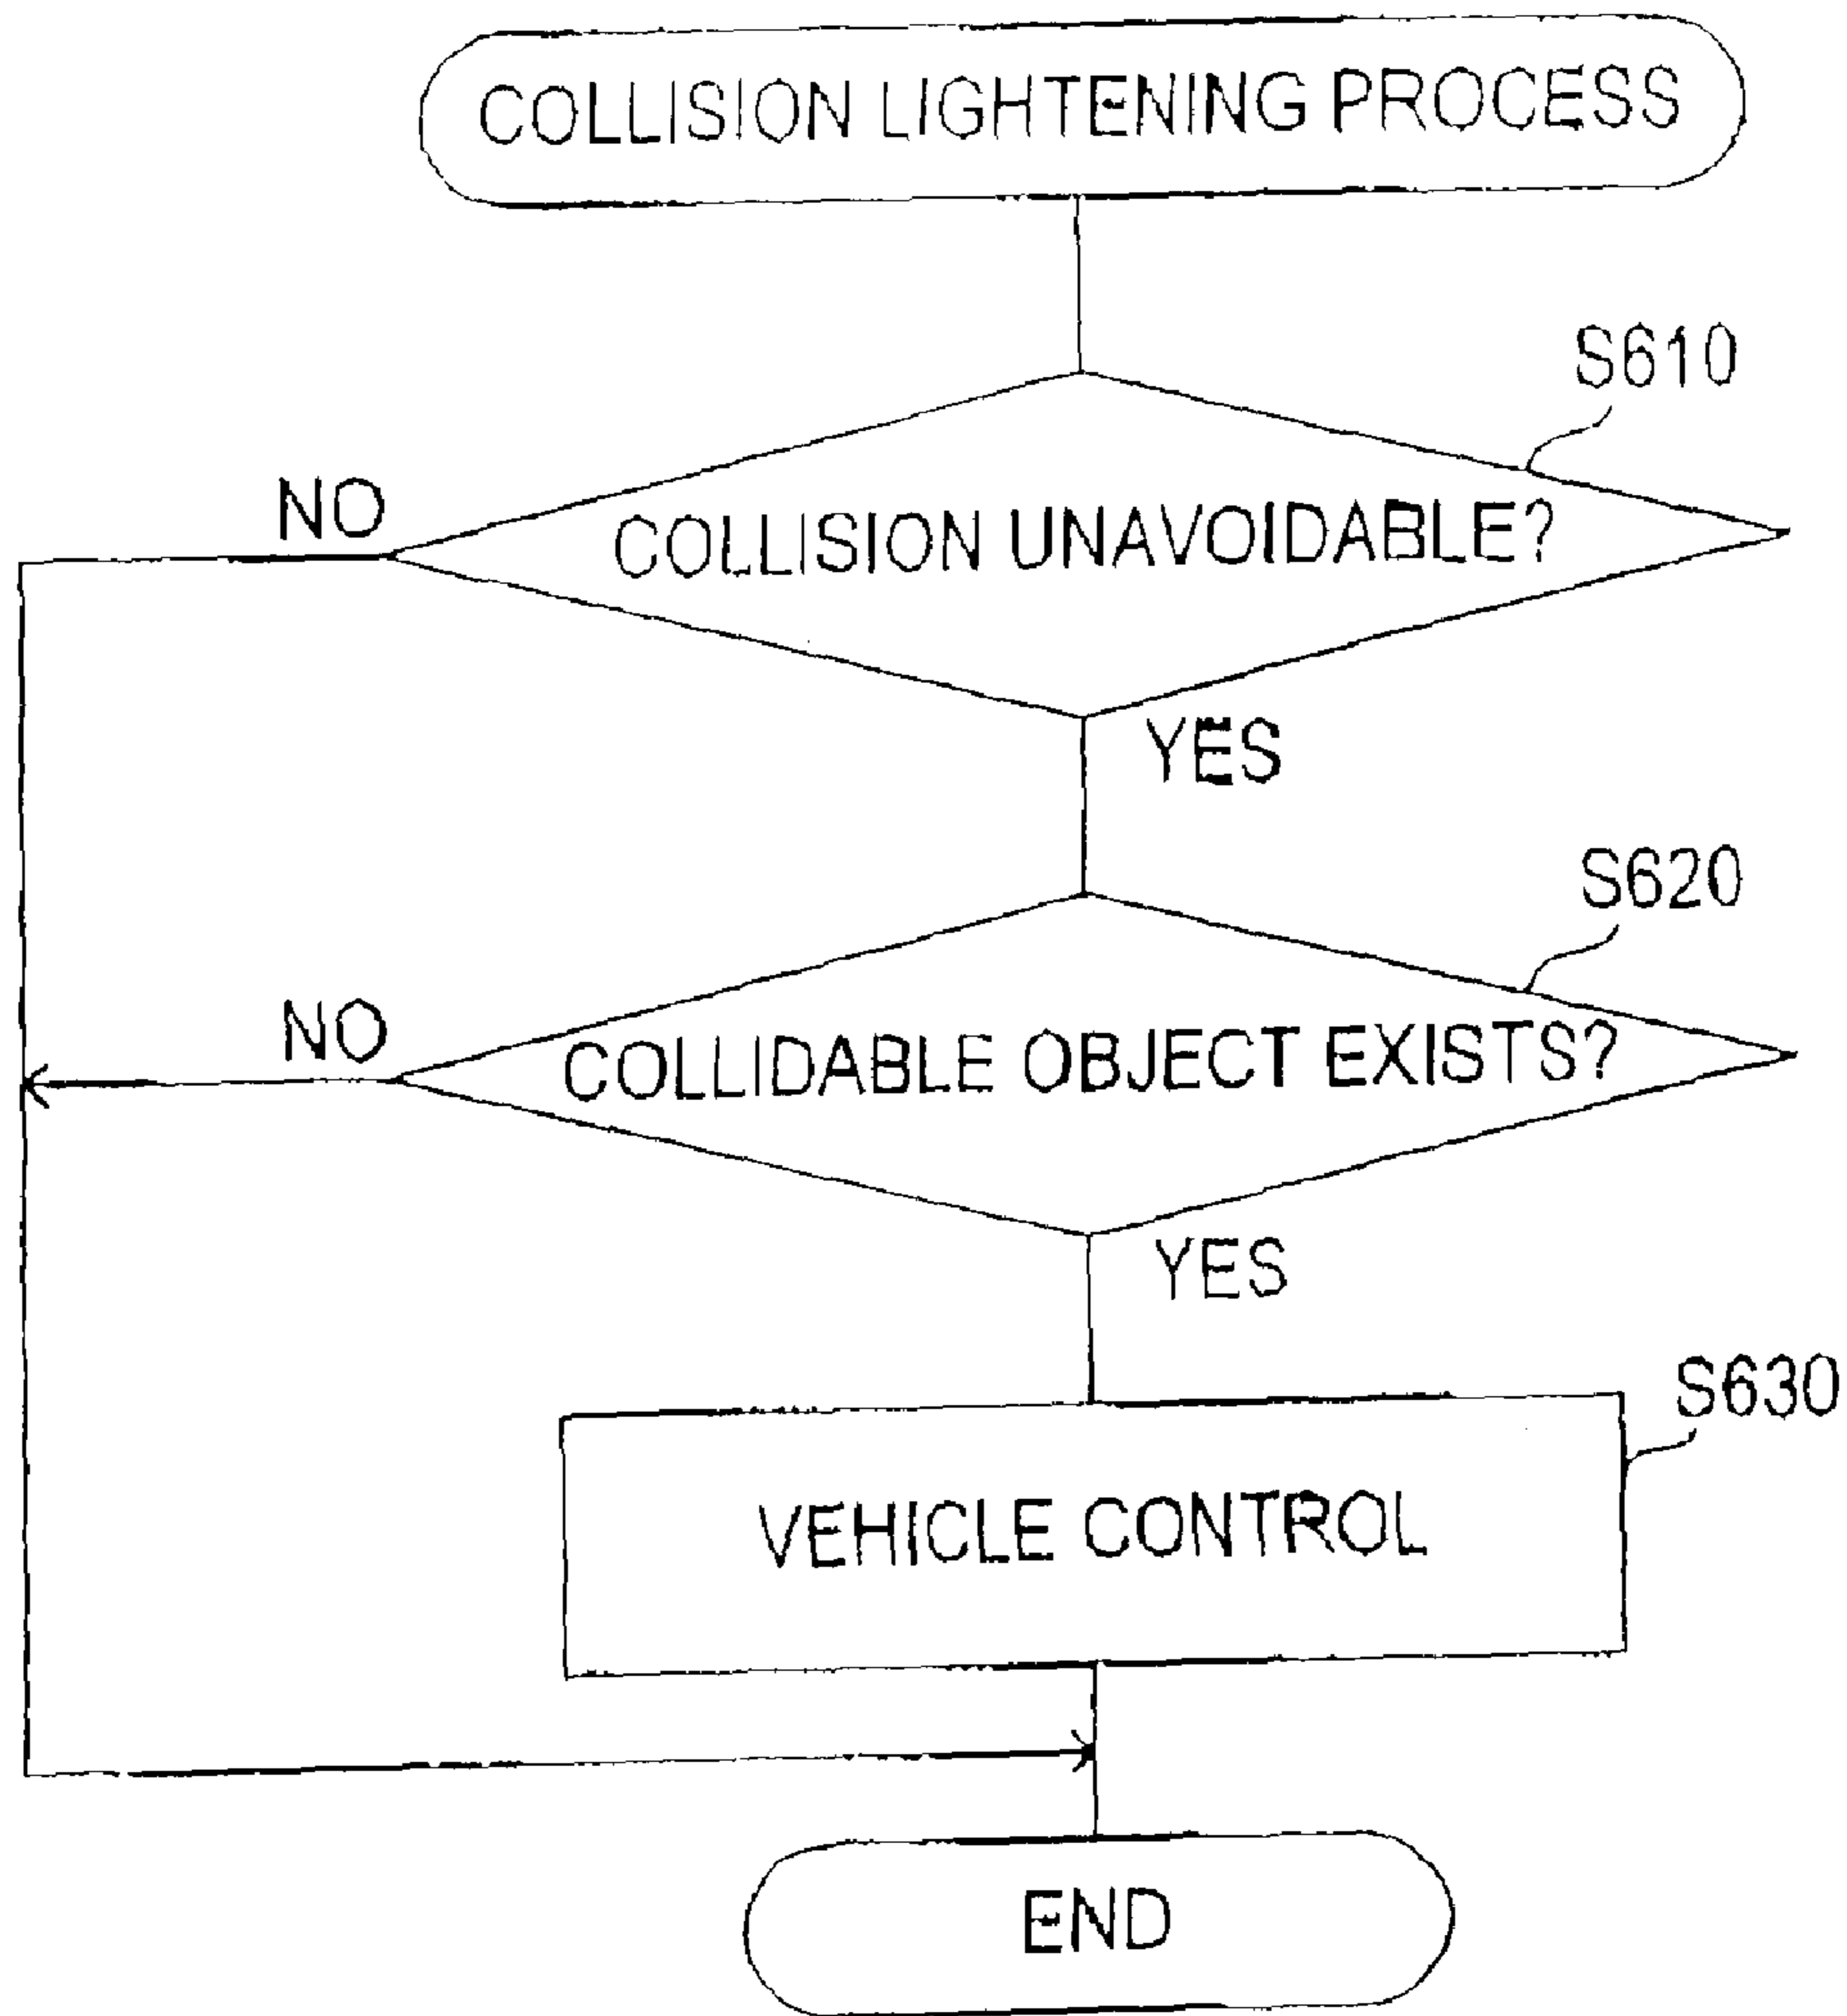 COLLISION LIGHTENING PROCESS
S610
NO
COLLISION UNAVOIDABLE?
YES
S620
NO
COLLIDABLE OBJECT EXISTS?
YES
S630
VEHICLE CONTROL
END